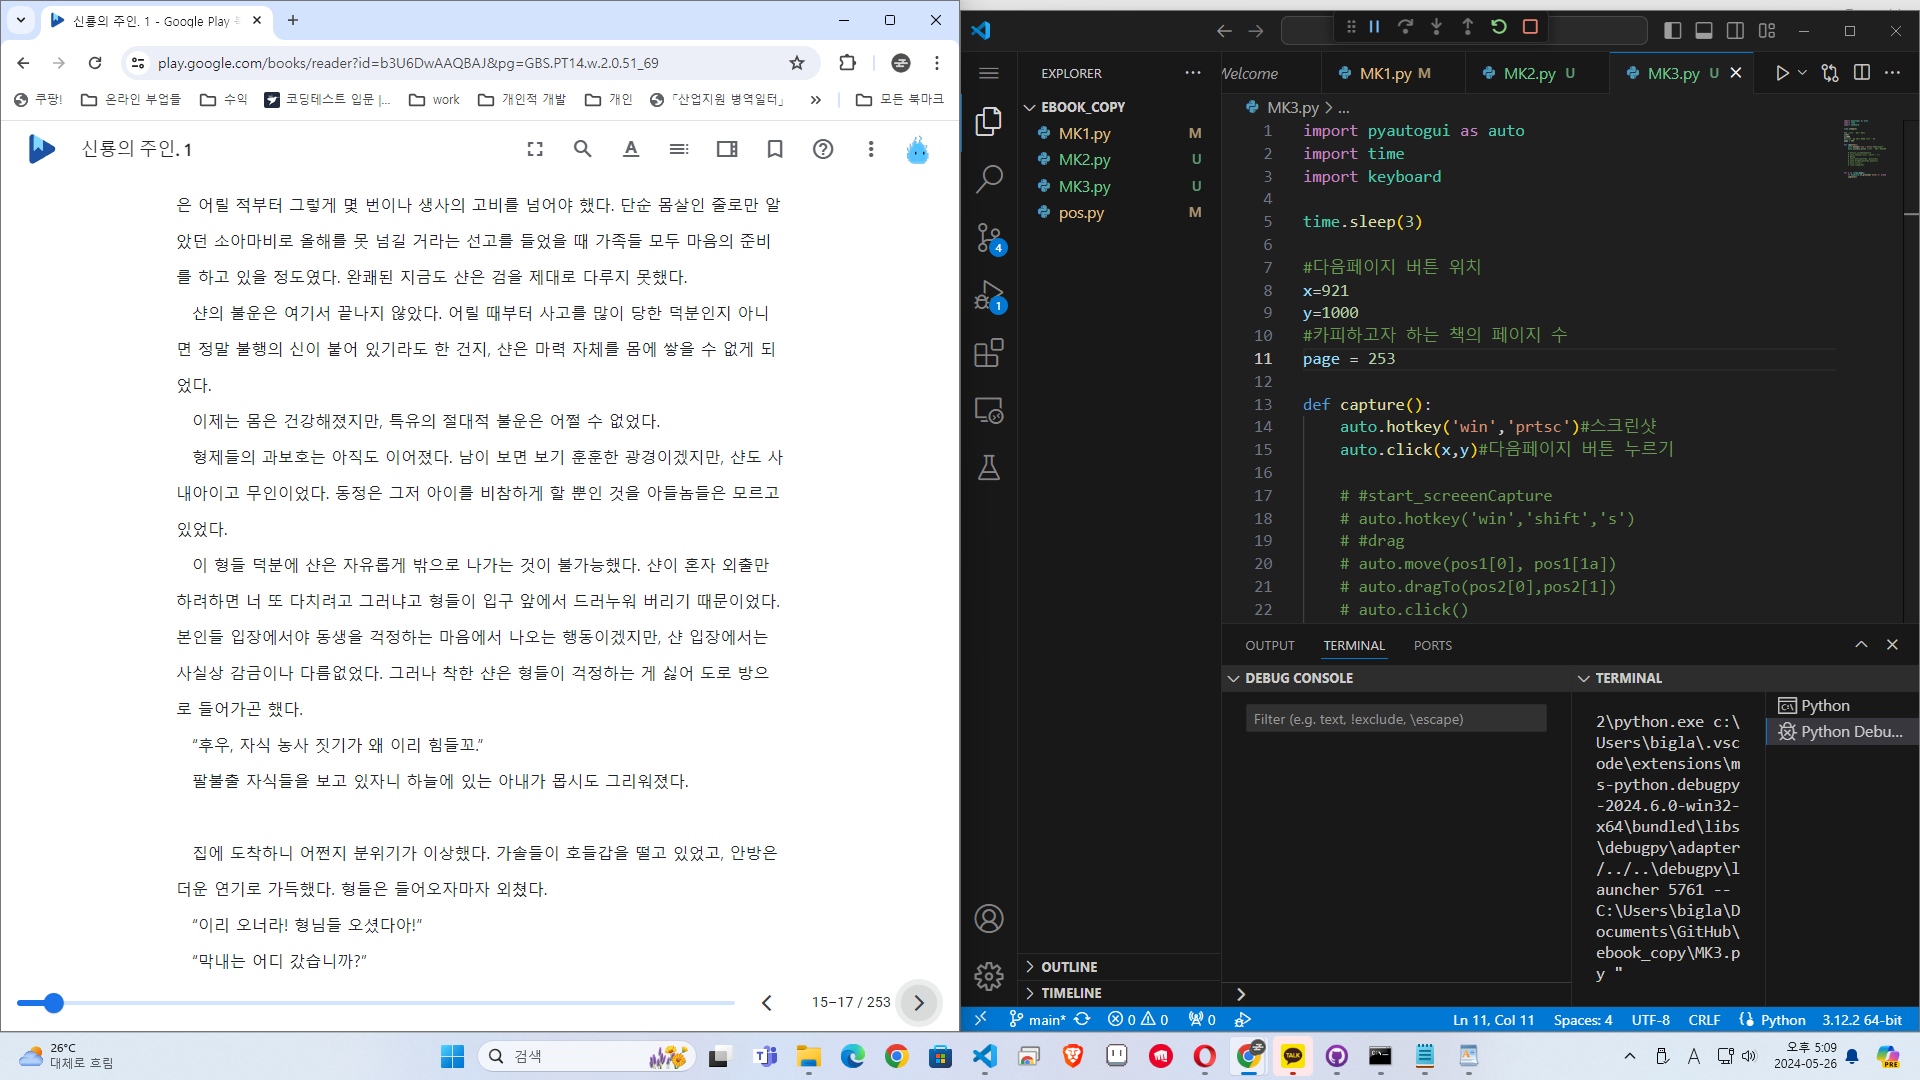 신룡의 주인. 1 - Google Play
play.google.com/books/reader?id=b3U6DwAAQBAJ&pg=GBS.PT14.w.2.0.51_69
쿠팡! 온라인 부업들 수익 코딩테스트 입문 |... work 개인적 개발 개인 「산업지원 병역일터」 » 모든 북마크
신룡의 주인. 1
은 어릴 적부터 그렇게 몇 번이나 생사의 고비를 넘어야 했다. 단순 몸살인 줄로만 알
았던 소아마비로 올해를 못 넘길 거라는 선고를 들었을 때 가족들 모두 마음의 준비
를 하고 있을 정도였다. 완쾌된 지금도 샨은 검을 제대로 다루지 못했다.
샨의 불운은 여기서 끝나지 않았다. 어릴 때부터 사고를 많이 당한 덕분인지 아니
면 정말 불행의 신이 붙어 있기라도 한 건지, 샨은 마력 자체를 몸에 쌓을 수 없게 되
었다.
이제는 몸은 건강해졌지만, 특유의 절대적 불운은 어쩔 수 없었다.
형제들의 과보호는 아직도 이어졌다. 남이 보면 보기 훈훈한 광경이겠지만, 샨도 사
내아이고 무인이었다. 동정은 그저 아이를 비참하게 할 뿐인 것을 아들놈들은 모르고
있었다.
이 형들 덕분에 샨은 자유롭게 밖으로 나가는 것이 불가능했다. 샨이 혼자 외출만
하려하면 너 또 다치려고 그러냐고 형들이 입구 앞에서 드러누워 버리기 때문이었다.
본인들 입장에서야 동생을 걱정하는 마음에서 나오는 행동이겠지만, 샨 입장에서는
사실상 감금이나 다름없었다. 그러나 착한 샨은 형들이 걱정하는 게 싫어 도로 방으
로 들어가곤 했다.
“후우, 자식 농사 짓기가 왜 이리 힘들꼬.”
팔불출 자식들을 보고 있자니 하늘에 있는 아내가 몹시도 그리워졌다.
집에 도착하니 어쩐지 분위기가 이상했다. 가솔들이 호들갑을 떨고 있었고, 안방은
더운 연기로 가득했다. 형들은 들어오자마자 외쳤다.
“이리 오너라! 형님들 오셨다아!”
“막내는 어디 갔습니까?”
15–17 / 253
EXPLORER ···
EBOOK_COPY
MK1.py M
MK2.py U
MK3.py U
pos.py M
OUTLINE
TIMELINE
Welcome MK1.py M MK2.py U MK3.py U
MK3.py > ...
1 import pyautogui as auto
2 import time
3 import keyboard
4
5 time.sleep(3)
6
7 #다음페이지 버튼 위치
8 x=921
9 y=1000
10 #카피하고자 하는 책의 페이지 수
11 page = 253
12
13 def capture():
14 auto.hotkey('win','prtsc')#스크린샷
15 auto.click(x,y)#다음페이지 버튼 누르기
16
17 # #start_screeenCapture
18 # auto.hotkey('win','shift','s')
19 # #drag
20 # auto.move(pos1[0], pos1[1a])
21 # auto.dragTo(pos2[0],pos2[1])
22 # auto.click()
OUTPUT TERMINAL PORTS
DEBUG CONSOLE
Filter (e.g. text, !exclude, \escape)
TERMINAL
2\python.exe c:\
Users\bigla\.vsc
ode\extensions\m
s-python.debugpy
-2024.6.0-win32-
x64\bundled\libs
\debugpy\adapter
/../..\debugpy\l
auncher 5761 --
C:\Users\bigla\D
ocuments\GitHub\
ebook_copy\MK3.p
y "
Python
Python Debu...
4
1
main* 0 0 0 Ln 11, Col 11 Spaces: 4 UTF-8 CRLF Python 3.12.2 64-bit
26°C
대체로 흐림
검색
TALK
A
오후 5:09
2024-05-26
PRE